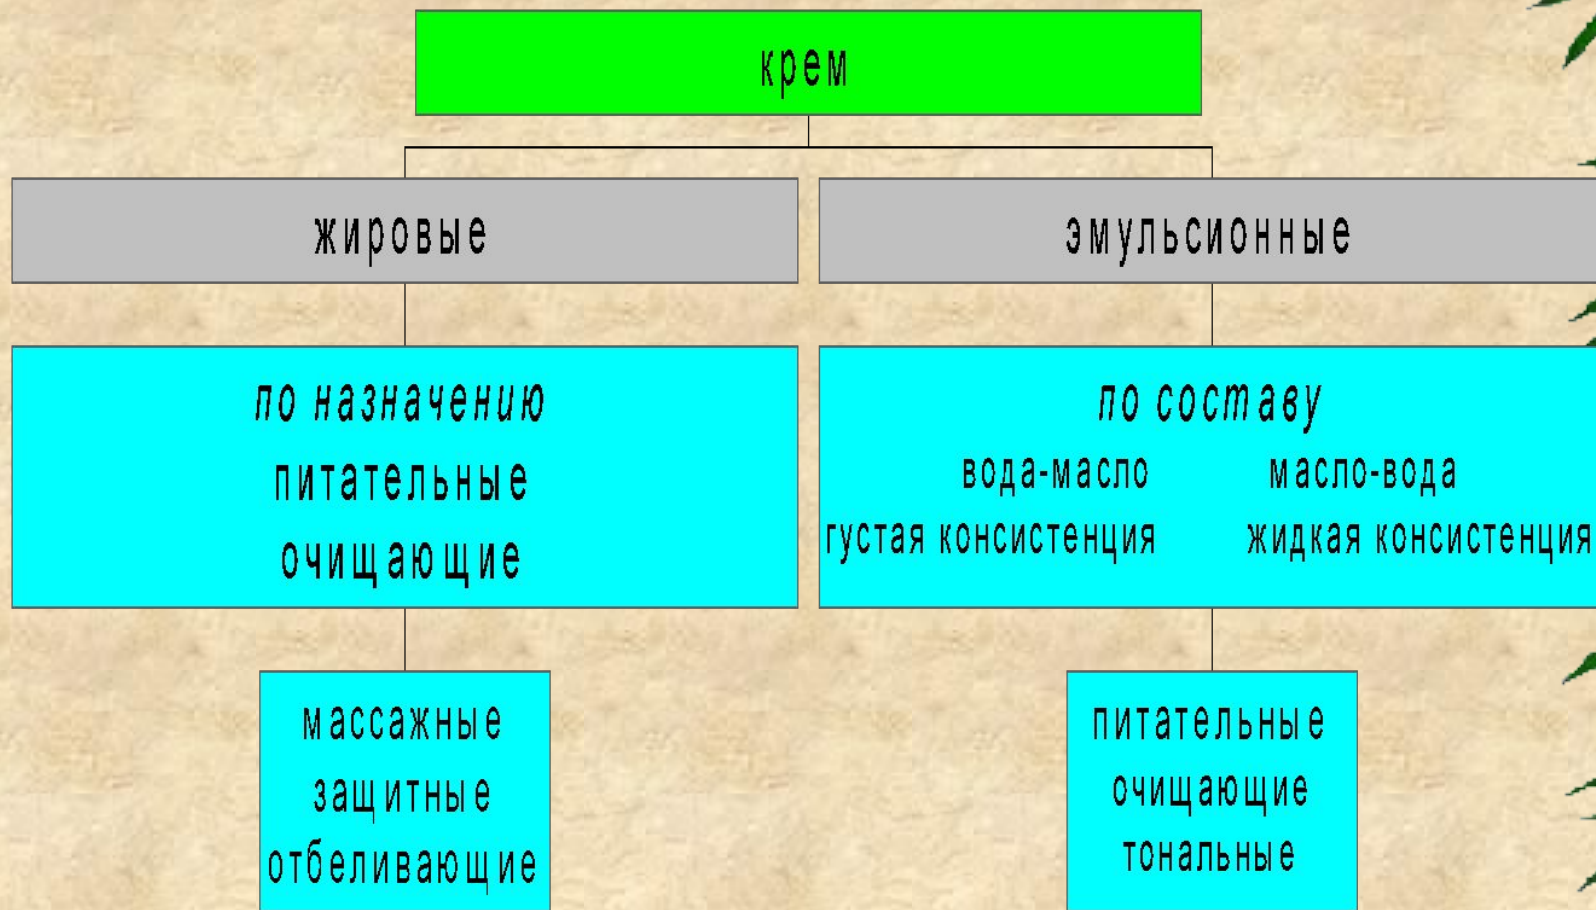 крем
жировые
эмульсионные
по назначению
питательные
очищающие
по составу
вода-масло масло-вода
густая консистенция жидкая консистенция
массажные
защитные
отбеливающие
питательные
очищающие
тональные